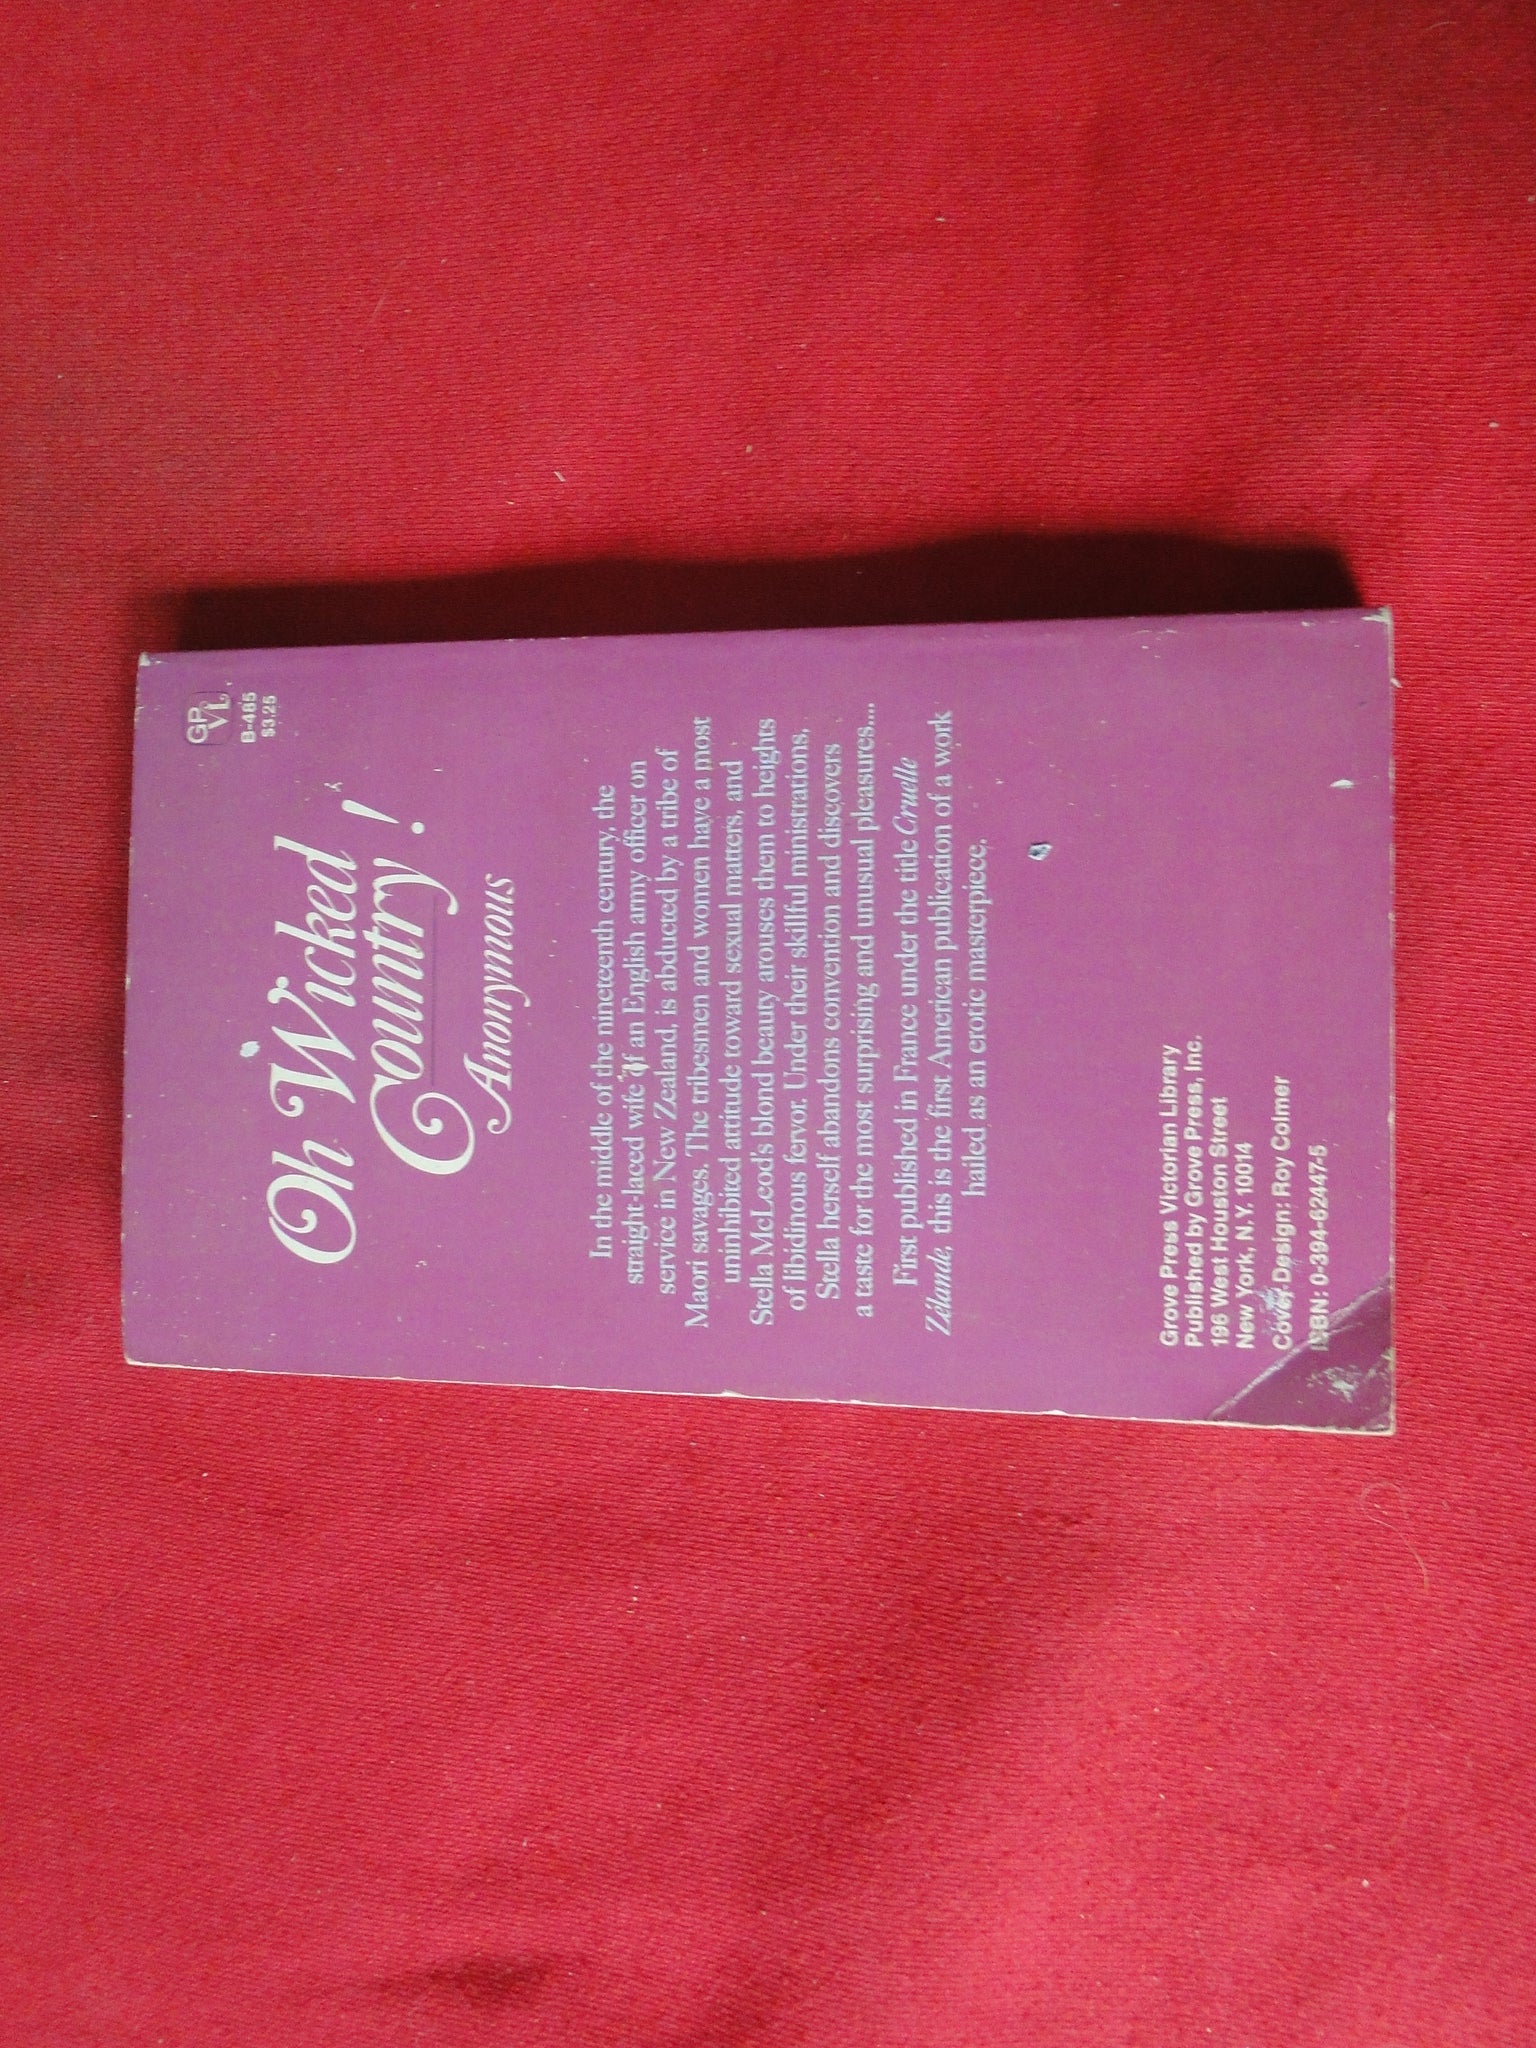 GP
VL
B-485
$3.25
Oh Wicked
Country!
Anonymous
In the middle of the nineteenth century, the
straight-laced wife of an English army officer on
service in New Zealand, is abducted by a tribe of
Maori savages. The tribesmen and women have a most
uninhibited attitude toward sexual matters, and
Stella McLeod's blond beauty arouses them to heights
of libidinous fervor. Under their skillful ministrations,
Stella herself abandons convention and discovers
a taste for the most surprising and unusual pleasures....
First published in France under the title Cruelle
Zélande, this is the first American publication of a work
hailed as an erotic masterpiece.
Grove Press Victorian Library
Published by Grove Press, Inc.
196 West Houston Street
New York, N.Y. 10014
Cover Design: Roy Colmer
ISBN: 0-394-62447-5